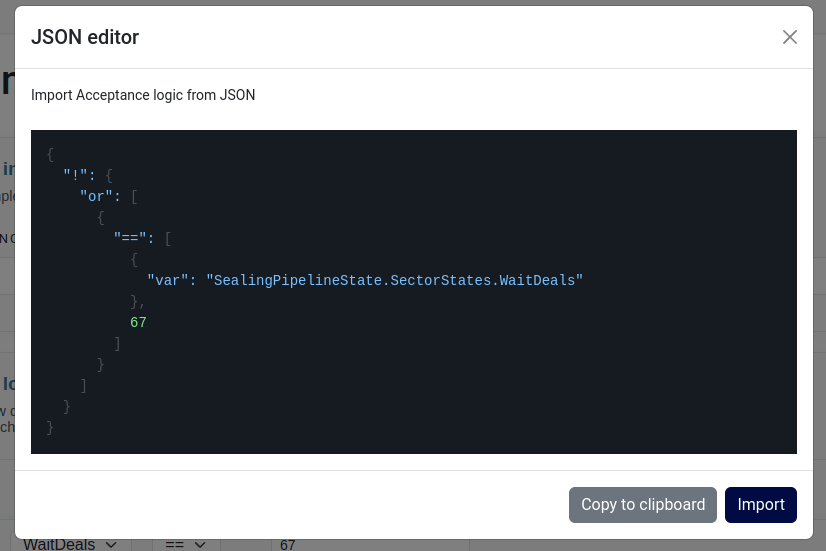 JSON editor
Import Acceptance logic from JSON
{
  "!": {
    "or": [
      {
        "==": [
          {
            "var": "SealingPipelineState.SectorStates.WaitDeals"
          },
          67
        ]
      }
    ]
  }
}
Copy to clipboard Import
WaitDeals == 67